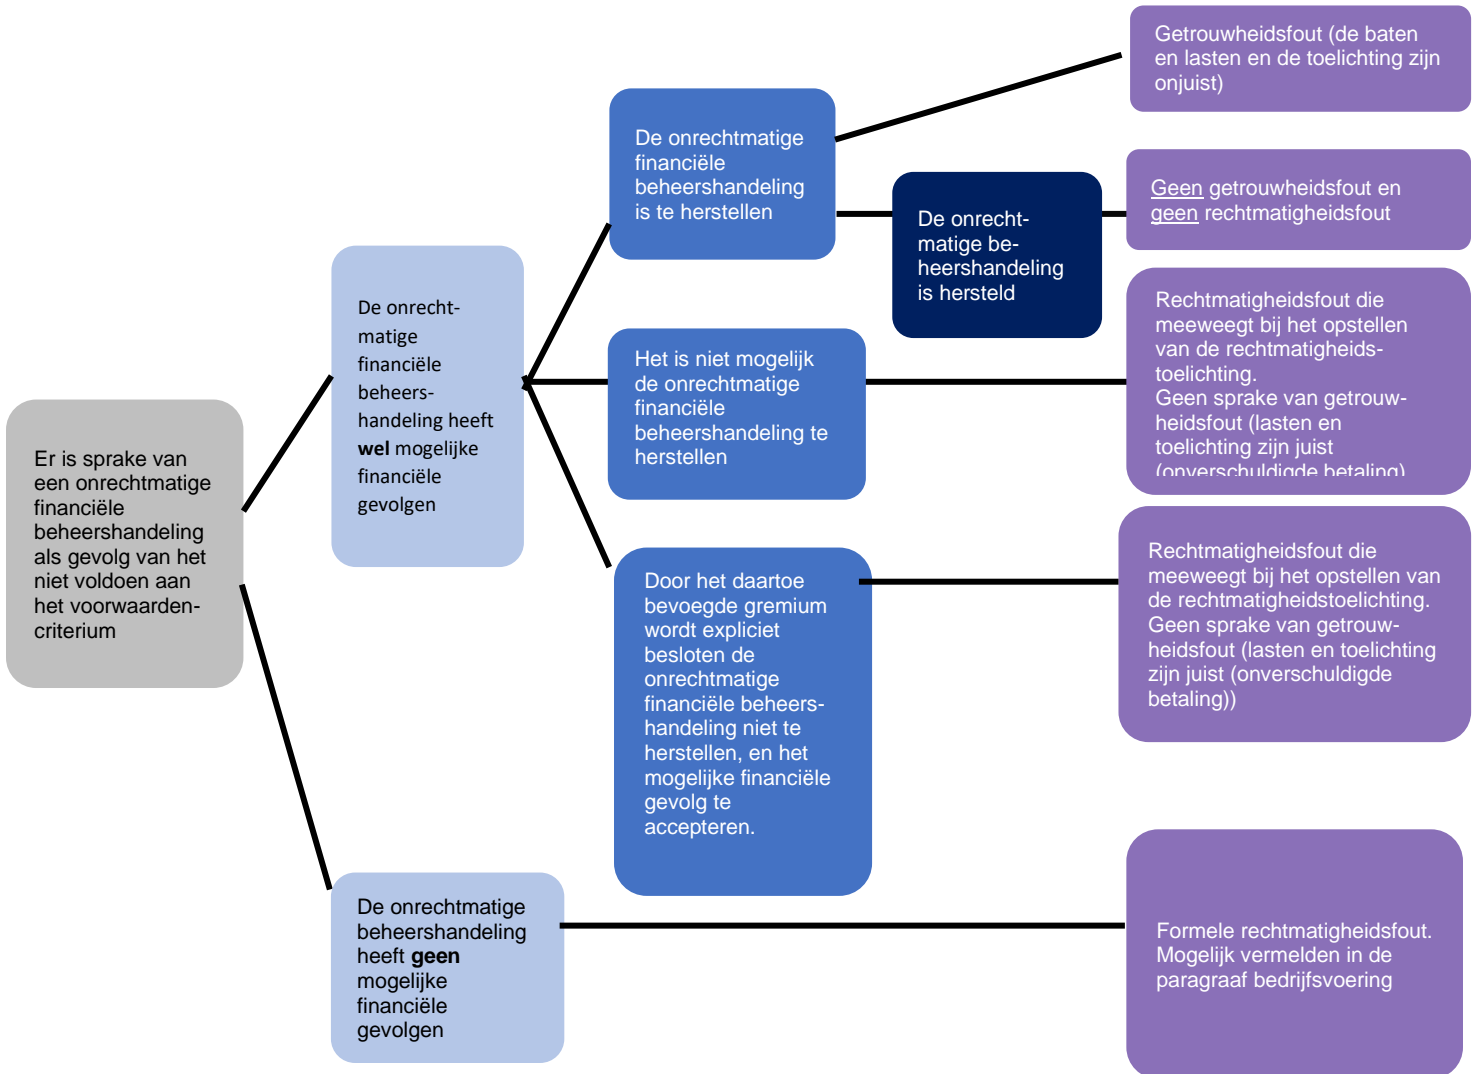 Er is sprake van
een onrechtmatige
financiële
beheershandeling
als gevolg van het
niet voldoen aan
het voorwaarden-
criterium
De onrecht-
matige
financiële
beheers-
handeling heeft
wel mogelijke
financiële
gevolgen
De onrechtmatige
beheershandeling
heeft geen
mogelijke
financiële
gevolgen
De onrechtmatige
financiële
beheershandeling
is te herstellen
Het is niet mogelijk
de onrechtmatige
financiële
beheershandeling te
herstellen
Door het daartoe
bevoegde gremium
wordt expliciet
besloten de
onrechtmatige
financiële beheers-
handeling niet te
herstellen, en het
mogelijke financiële
gevolg te
accepteren.
De onrecht-
matige be-
heershandeling
is hersteld
Getrouwheidsfout (de baten
en lasten en de toelichting zijn
onjuist)
Geen getrouwheidsfout en
geen rechtmatigheidsfout
Rechtmatigheidsfout die
meeweegt bij het opstellen
van de rechtmatigheids-
toelichting.
Geen sprake van getrouw-
heidsfout (lasten en
toelichting zijn juist
(onverschuldigde betaling)
Rechtmatigheidsfout die
meeweegt bij het opstellen van
de rechtmatigheidstoelichting.
Geen sprake van getrouw-
heidsfout (lasten en toelichting
zijn juist (onverschuldigde
betaling))
Formele rechtmatigheidsfout.
Mogelijk vermelden in de
paragraaf bedrijfsvoering